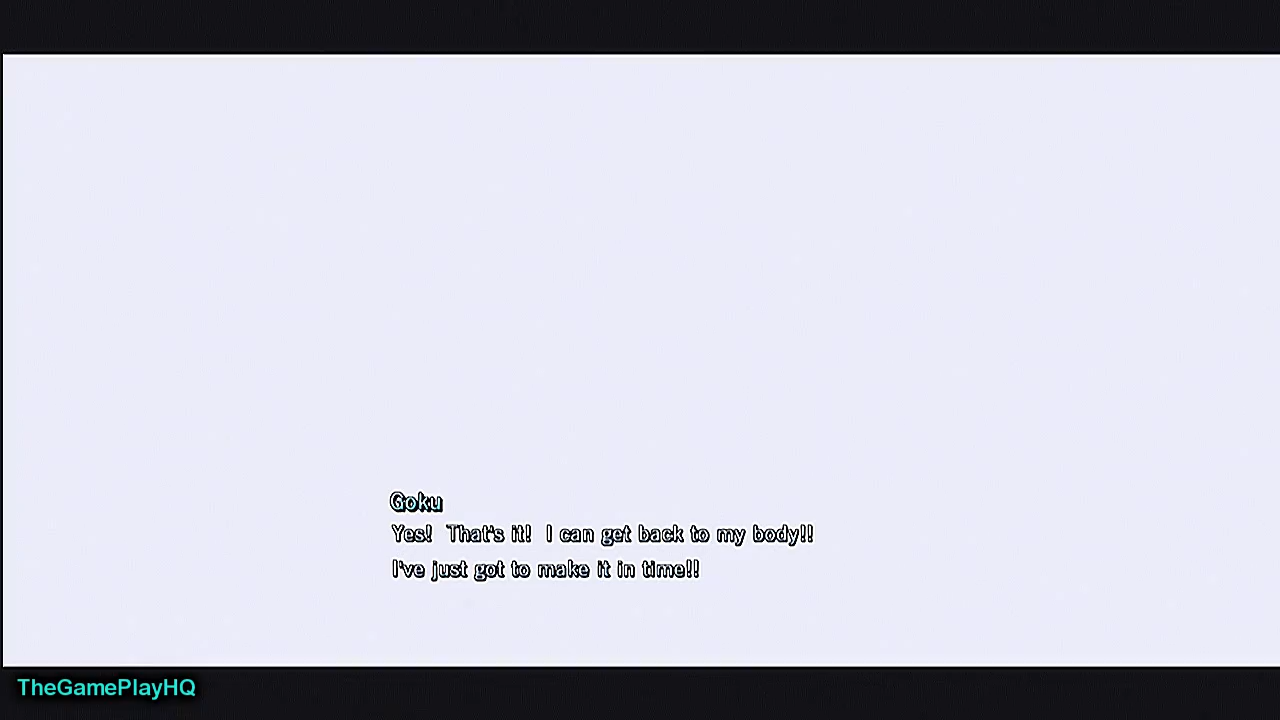 Goku
Yes! That's it! I can get back to my body!!
I've just got to make it in time!!
TheGamePlayHQ